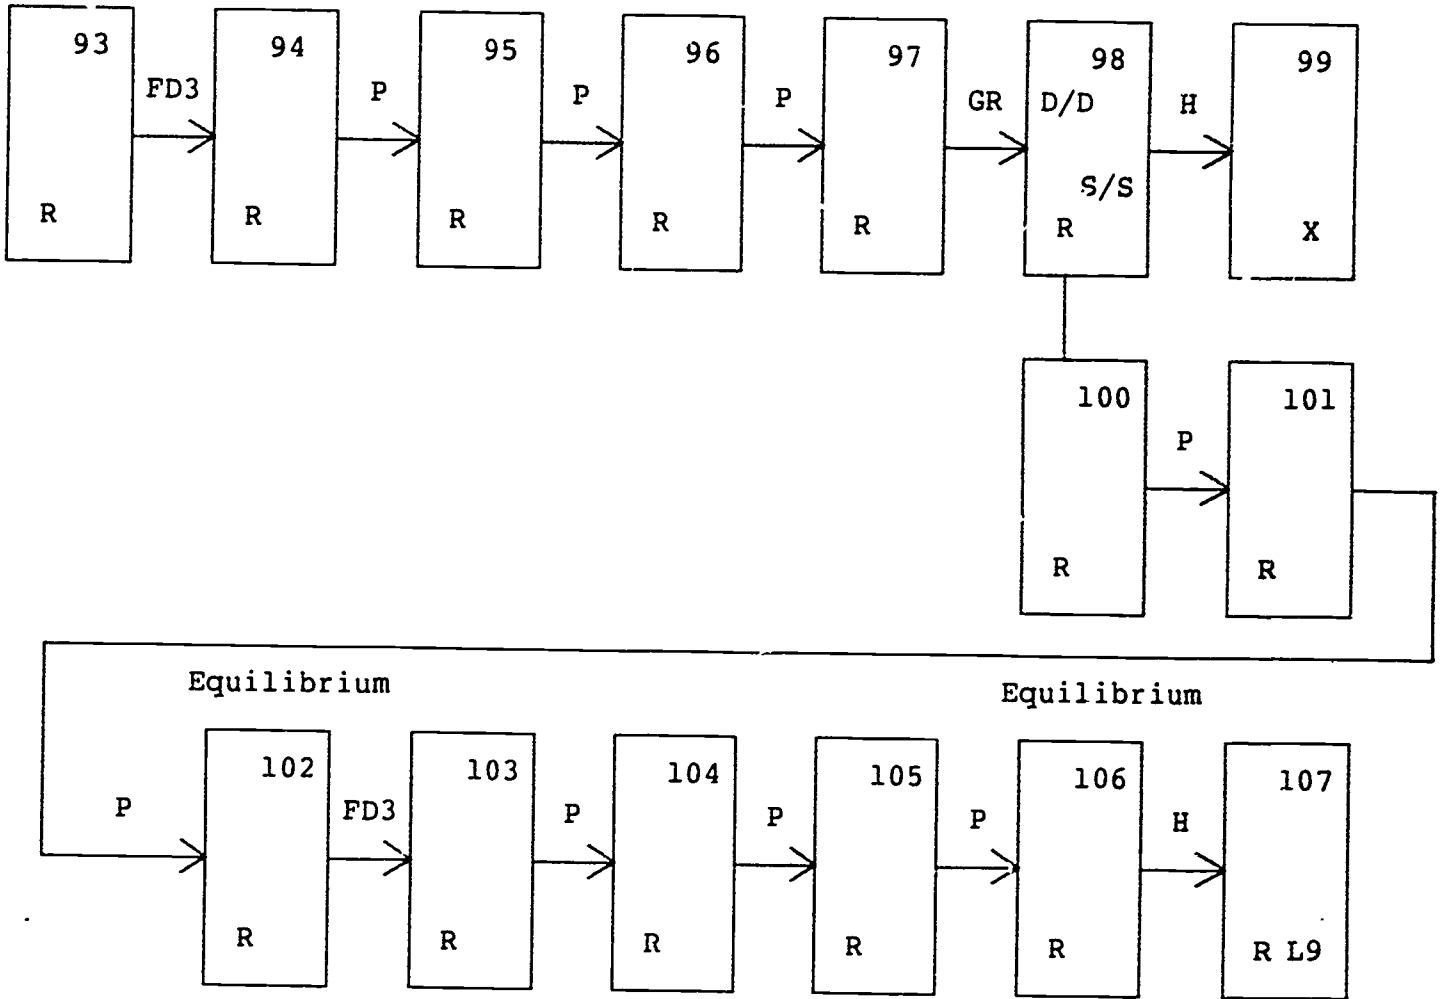 93 94 95 96 97 98 99
FD3 P P P GR D/D H
S/S
R R R R R R X
100 101
P
R R
Equilibrium Equilibrium
102 103 104 105 106 107
P FD3 P P P H
R R R R R R L9